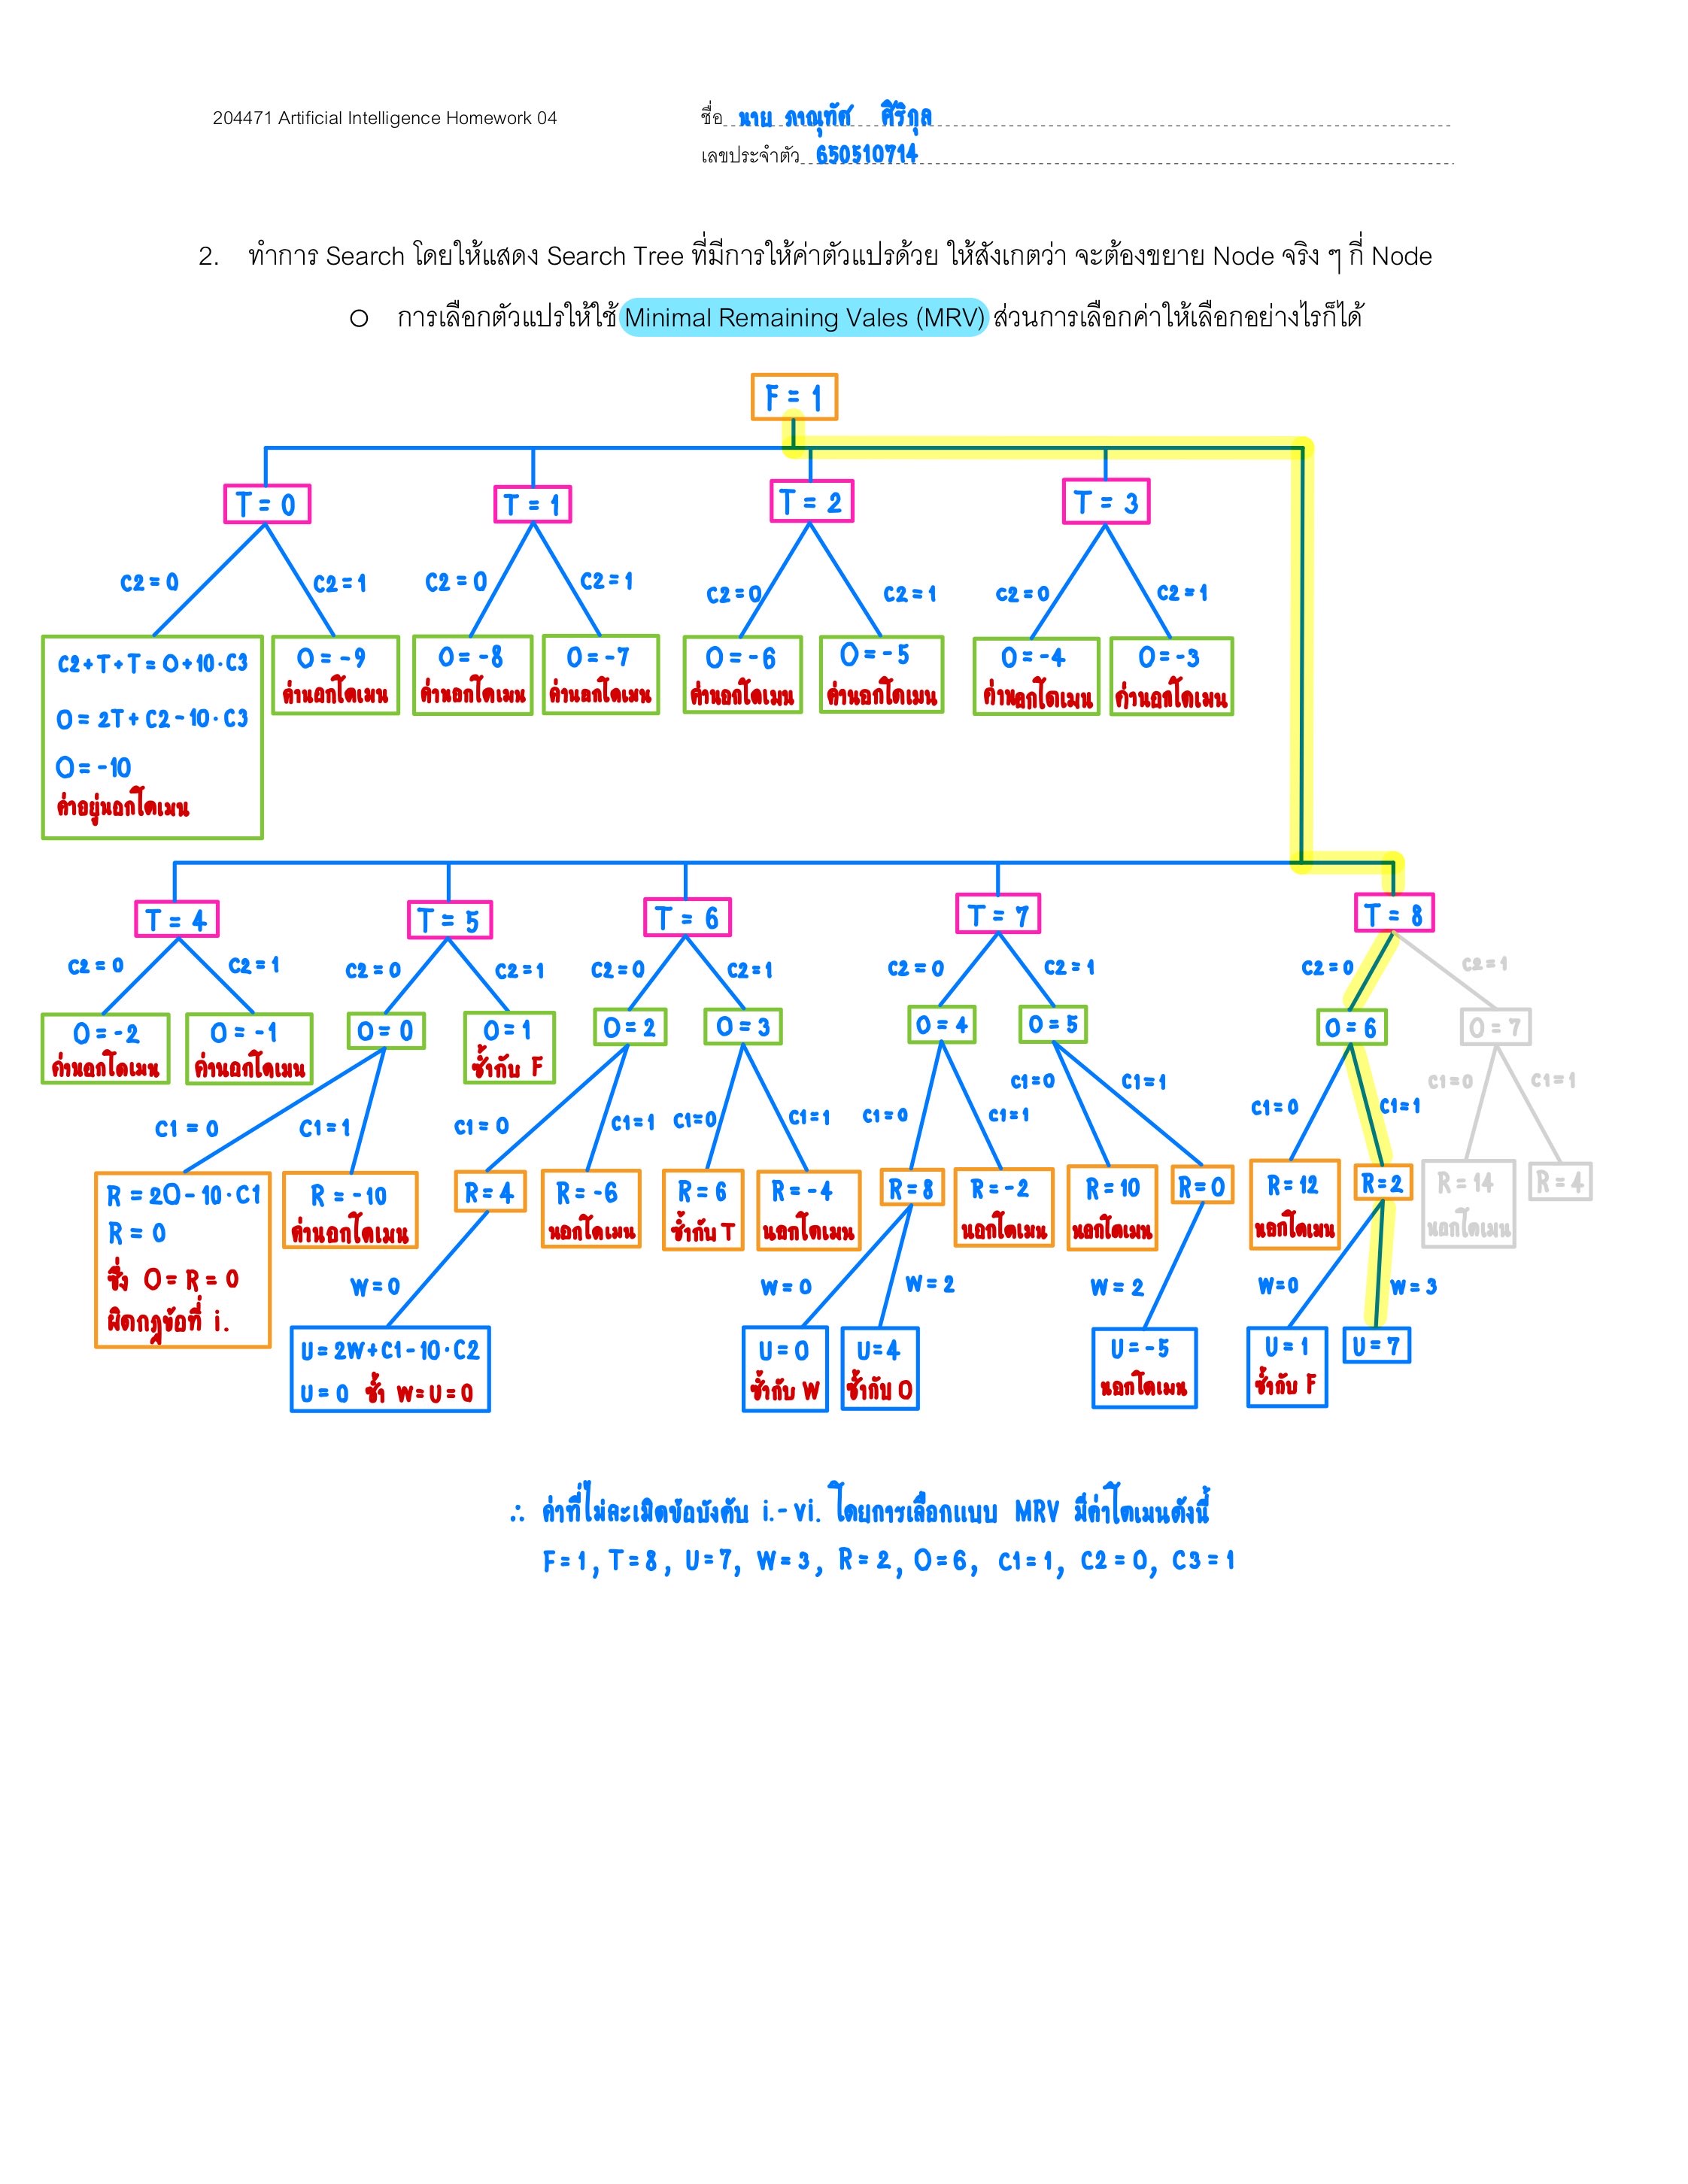 204471 Artificial Intelligence Homework 04
ชื่อ นาย ภาณุทัศ ศิริกุล
เลขประจำตัว 650510714
2. ทำการ Search โดยให้แสดง Search Tree ที่มีการให้ค่าตัวแปรด้วย ให้สังเกตว่า จะต้องขยาย Node จริง ๆ กี่ Node
O การเลือกตัวแปรให้ใช้ Minimal Remaining Vales (MRV) ส่วนการเลือกค่าให้เลือกอย่างไรก็ได้
F = 1
T = 0 T = 1 T = 2 T = 3
C2 = 0 C2 = 1 C2 = 0 C2 = 1 C2 = 0 C2 = 1 C2 = 0 C2 = 1
C2 + T + T = O + 10 · C3 O = -9 O = -8 O = -7 O = -6 O = -5 O = -4 O = -3
ค่านอกโดเมน ค่านอกโดเมน ค่านอกโดเมน ค่านอกโดเมน ค่านอกโดเมน ค่านอกโดเมน ค่านอกโดเมน
O = 2T + C2 - 10 · C3
O = -10
ค่าอยู่นอกโดเมน
T = 4 T = 5 T = 6 T = 7 T = 8
C2 = 0 C2 = 1 C2 = 0 C2 = 1 C2 = 0 C2 = 1 C2 = 0 C2 = 1 C2 = 0 C2 = 1
O = -2 O = -1 O = 0 O = 1 O = 2 O = 3 O = 4 O = 5 O = 6 O = 7
ค่านอกโดเมน ค่านอกโดเมน ซ้ำกับ F
C1 = 0 C1 = 1 C1 = 0 C1 = 1 C1 = 0 C1 = 1 C1 = 0 C1 = 1 C1 = 0 C1 = 1 C1 = 0 C1 = 1 C1 = 0 C1 = 1
R = 2O - 10 · C1 R = -10 R = 4 R = -6 R = 6 R = -4 R = 8 R = -2 R = 10 R = 0 R = 12 R = 2 R = 14 R = 4
R = 0 ค่านอกโดเมน นอกโดเมน ซ้ำกับ T นอกโดเมน นอกโดเมน นอกโดเมน นอกโดเมน นอกโดเมน
ซึ่ง O = R = 0
ผิดกฎข้อที่ i.
W = 0 W = 0 W = 2 W = 2 W = 0 W = 3
U = 2W + C1 - 10 · C2 U = 0 U = 4 U = -5 U = 1 U = 7
U = 0 ซ้ำ W = U = 0 ซ้ำกับ W ซ้ำกับ O นอกโดเมน ซ้ำกับ F
∴ ค่าที่ไม่ละเมิดข้อบังคับ i. - vi. โดยการเลือกแบบ MRV มีค่าโดเมนดังนี้
F = 1, T = 8, U = 7, W = 3, R = 2, O = 6, C1 = 1, C2 = 0, C3 = 1